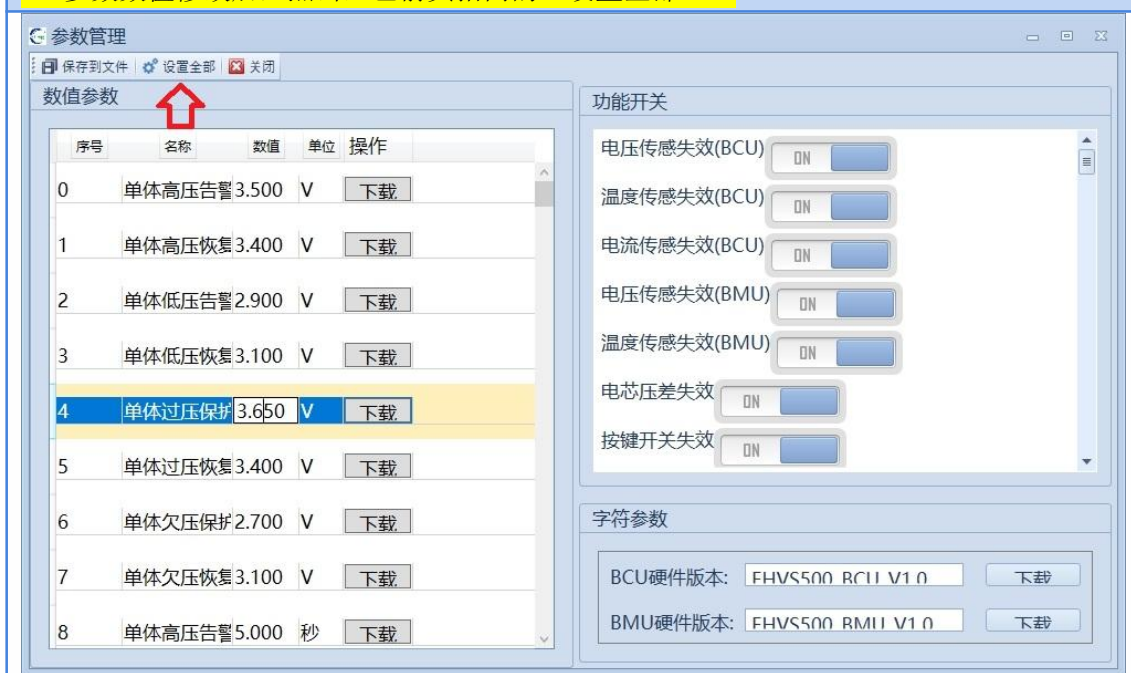 参数管理
保存到文件 设置全部 关闭
数值参数
序号 名称 数值 单位 操作
0 单体高压告警 3.500 V 下载
1 单体高压恢复 3.400 V 下载
2 单体低压告警 2.900 V 下载
3 单体低压恢复 3.100 V 下载
4 单体过压保护 3.650 V 下载
5 单体过压恢复 3.400 V 下载
6 单体欠压保护 2.700 V 下载
7 单体欠压恢复 3.100 V 下载
8 单体高压告警 5.000 秒 下载
功能开关
电压传感失效(BCU) ON
温度传感失效(BCU) ON
电流传感失效(BCU) ON
电压传感失效(BMU) ON
温度传感失效(BMU) ON
电芯压差失效 ON
按键开关失效 ON
字符参数
BCU硬件版本: EHVS500_BCU_V1.0 下载
BMU硬件版本: EHVS500_BMU_V1.0 下载